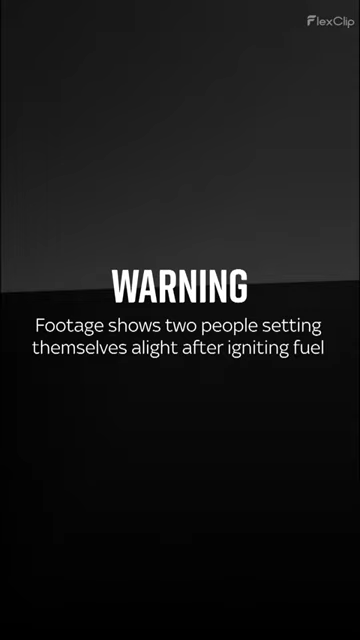 FlexClip
WARNING
Footage shows two people setting
themselves alight after igniting fuel